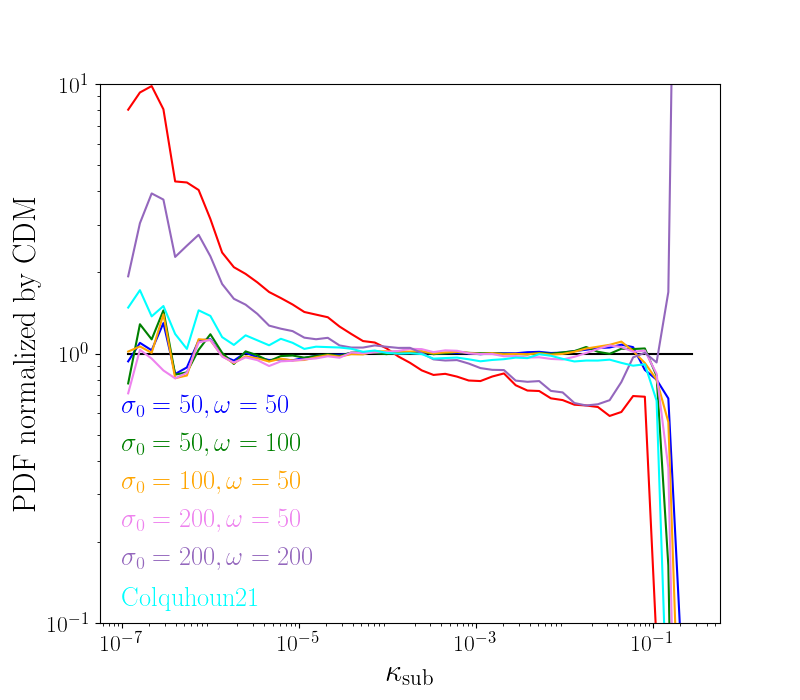 PDF normalized by CDM
10¹
10⁰
10⁻¹
σ₀ = 50, ω = 50
σ₀ = 50, ω = 100
σ₀ = 100, ω = 50
σ₀ = 200, ω = 50
σ₀ = 200, ω = 200
Colquhoun21
10⁻⁷ 10⁻⁵ 10⁻³ 10⁻¹
κ_sub